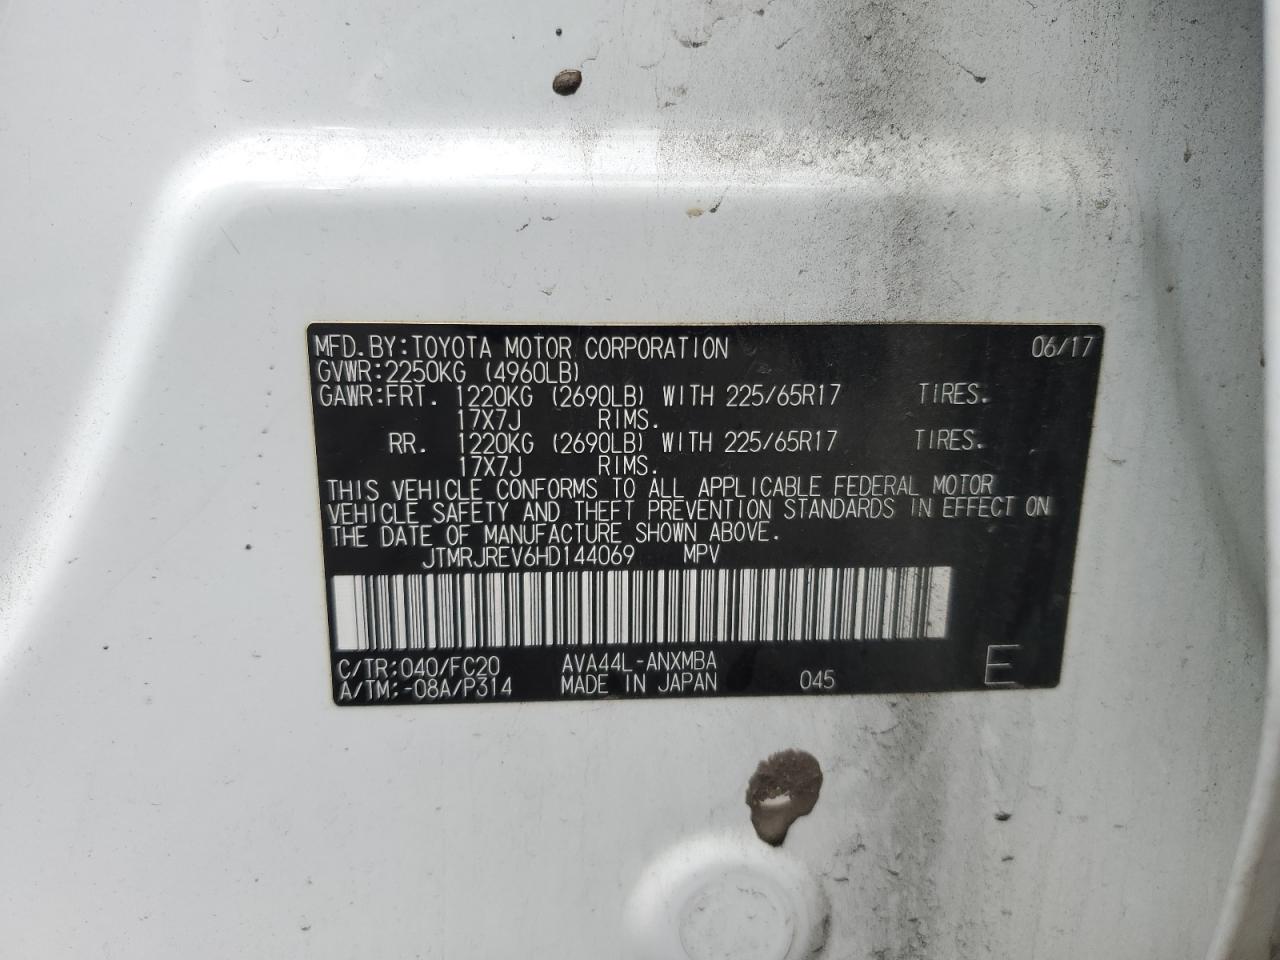 MFD.BY:TOYOTA MOTOR CORPORATION 06/17
GVWR:2250KG (4960LB)
GAWR:FRT. 1220KG (2690LB) WITH 225/65R17 TIRES.
17X7J RIMS.
RR. 1220KG (2690LB) WITH 225/65R17 TIRES.
17X7J RIMS.
THIS VEHICLE CONFORMS TO ALL APPLICABLE FEDERAL MOTOR
VEHICLE SAFETY AND THEFT PREVENTION STANDARDS IN EFFECT ON
THE DATE OF MANUFACTURE SHOWN ABOVE.
JTMRJREV6HD144069 MPV
C/TR:040/FC20 AVA44L-ANXMBA
A/TM:-08A/P314 MADE IN JAPAN 045 E